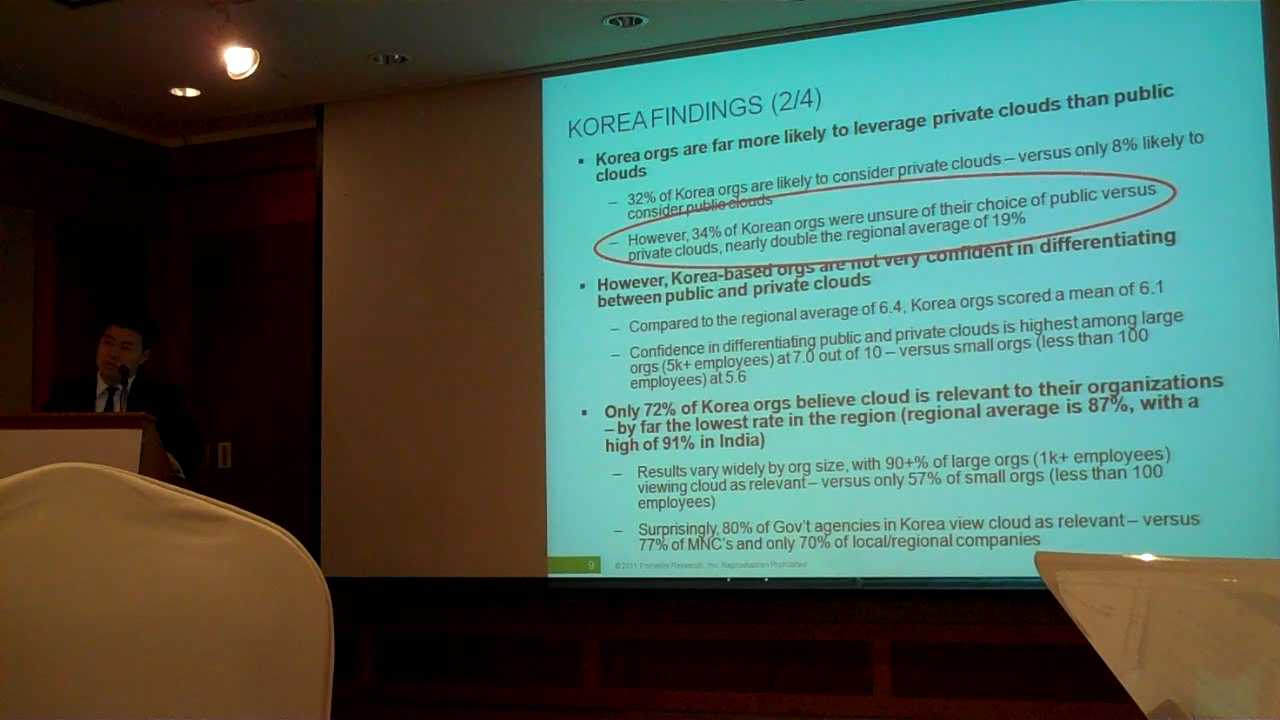 KOREA FINDINGS (2/4)
▪ Korea orgs are far more likely to leverage private clouds than public
clouds
– 32% of Korea orgs are likely to consider private clouds – versus only 8% likely to
consider public clouds
– However, 34% of Korean orgs were unsure of their choice of public versus
private clouds, nearly double the regional average of 19%
▪ However, Korea-based orgs are not very confident in differentiating
between public and private clouds
– Compared to the regional average of 6.4, Korea orgs scored a mean of 6.1
– Confidence in differentiating public and private clouds is highest among large
orgs (5k+ employees) at 7.0 out of 10 – versus small orgs (less than 100
employees) at 5.6
▪ Only 72% of Korea orgs believe cloud is relevant to their organizations
– by far the lowest rate in the region (regional average is 87%, with a
high of 91% in India)
– Results vary widely by org size, with 90+% of large orgs (1k+ employees)
viewing cloud as relevant – versus only 57% of small orgs (less than 100
employees)
– Surprisingly, 80% of Gov't agencies in Korea view cloud as relevant – versus
77% of MNC's and only 70% of local/regional companies
9 © 2011 Forrester Research, Inc. Reproduction Prohibited